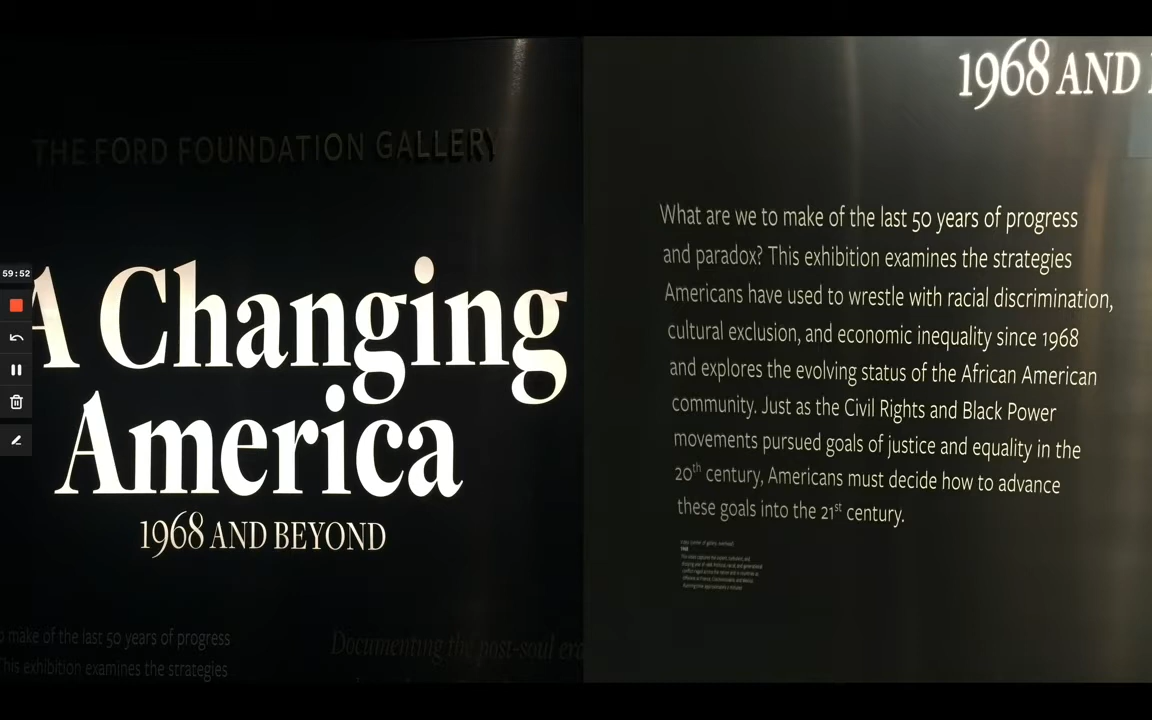 THE FORD FOUNDATION GALLERY
A Changing
America
1968 AND BEYOND
make of the last 50 years of progress
This exhibition examines the strategies
Documenting the post-soul era
59:52
1968 AND
What are we to make of the last 50 years of progress
and paradox? This exhibition examines the strategies
Americans have used to wrestle with racial discrimination,
cultural exclusion, and economic inequality since 1968
and explores the evolving status of the African American
community. Just as the Civil Rights and Black Power
movements pursued goals of justice and equality in the
20th century, Americans must decide how to advance
these goals into the 21st century.
1968